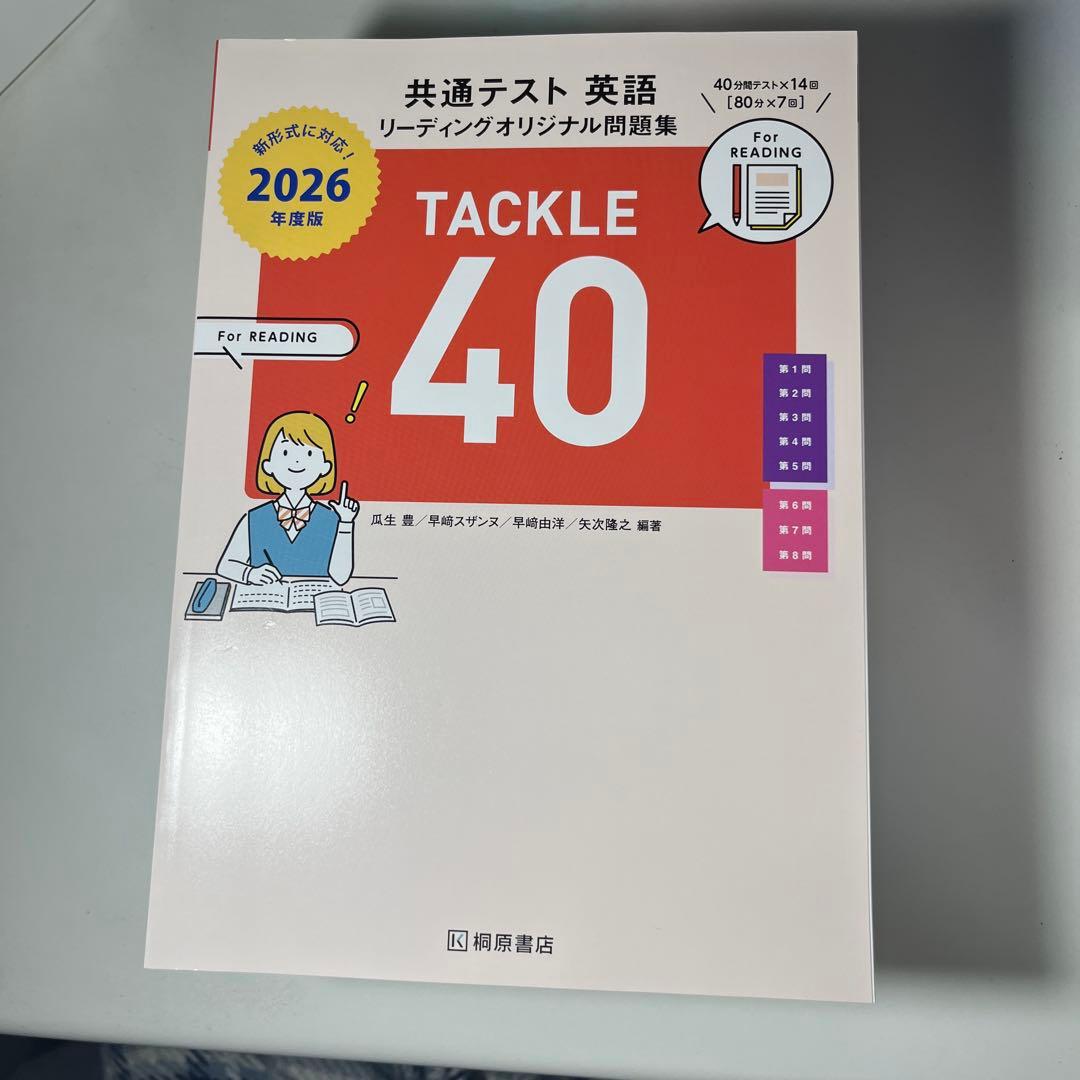 共通テスト 英語
リーディングオリジナル問題集
40分間テスト×14回
[80分×7回]
For
READING
新形式に対応!
2026
年度版
TACKLE
40
For READING
!
第1問
第2問
第3問
第4問
第5問
第6問
第7問
第8問
瓜生 豊/早﨑スザンヌ/早﨑由洋/矢次隆之 編著
K 桐原書店